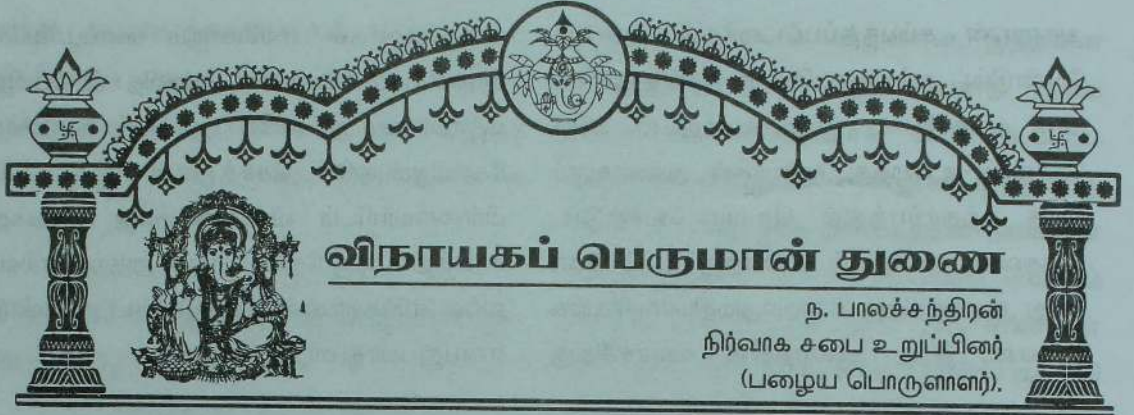 விநாயகப் பெருமான் துணை
ந. பாலச்சந்திரன்
நிர்வாக சபை உறுப்பினர்
(பழைய பொருளாளர்).